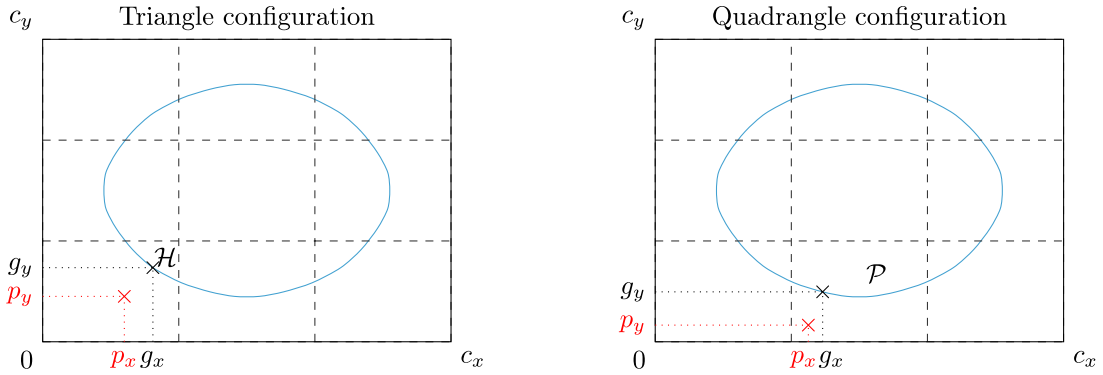 Triangle configuration
c_y
g_y
p_y
0
p_x g_x
c_x
ℋ
Quadrangle configuration
c_y
g_y
p_y
0
p_x g_x
c_x
𝒫